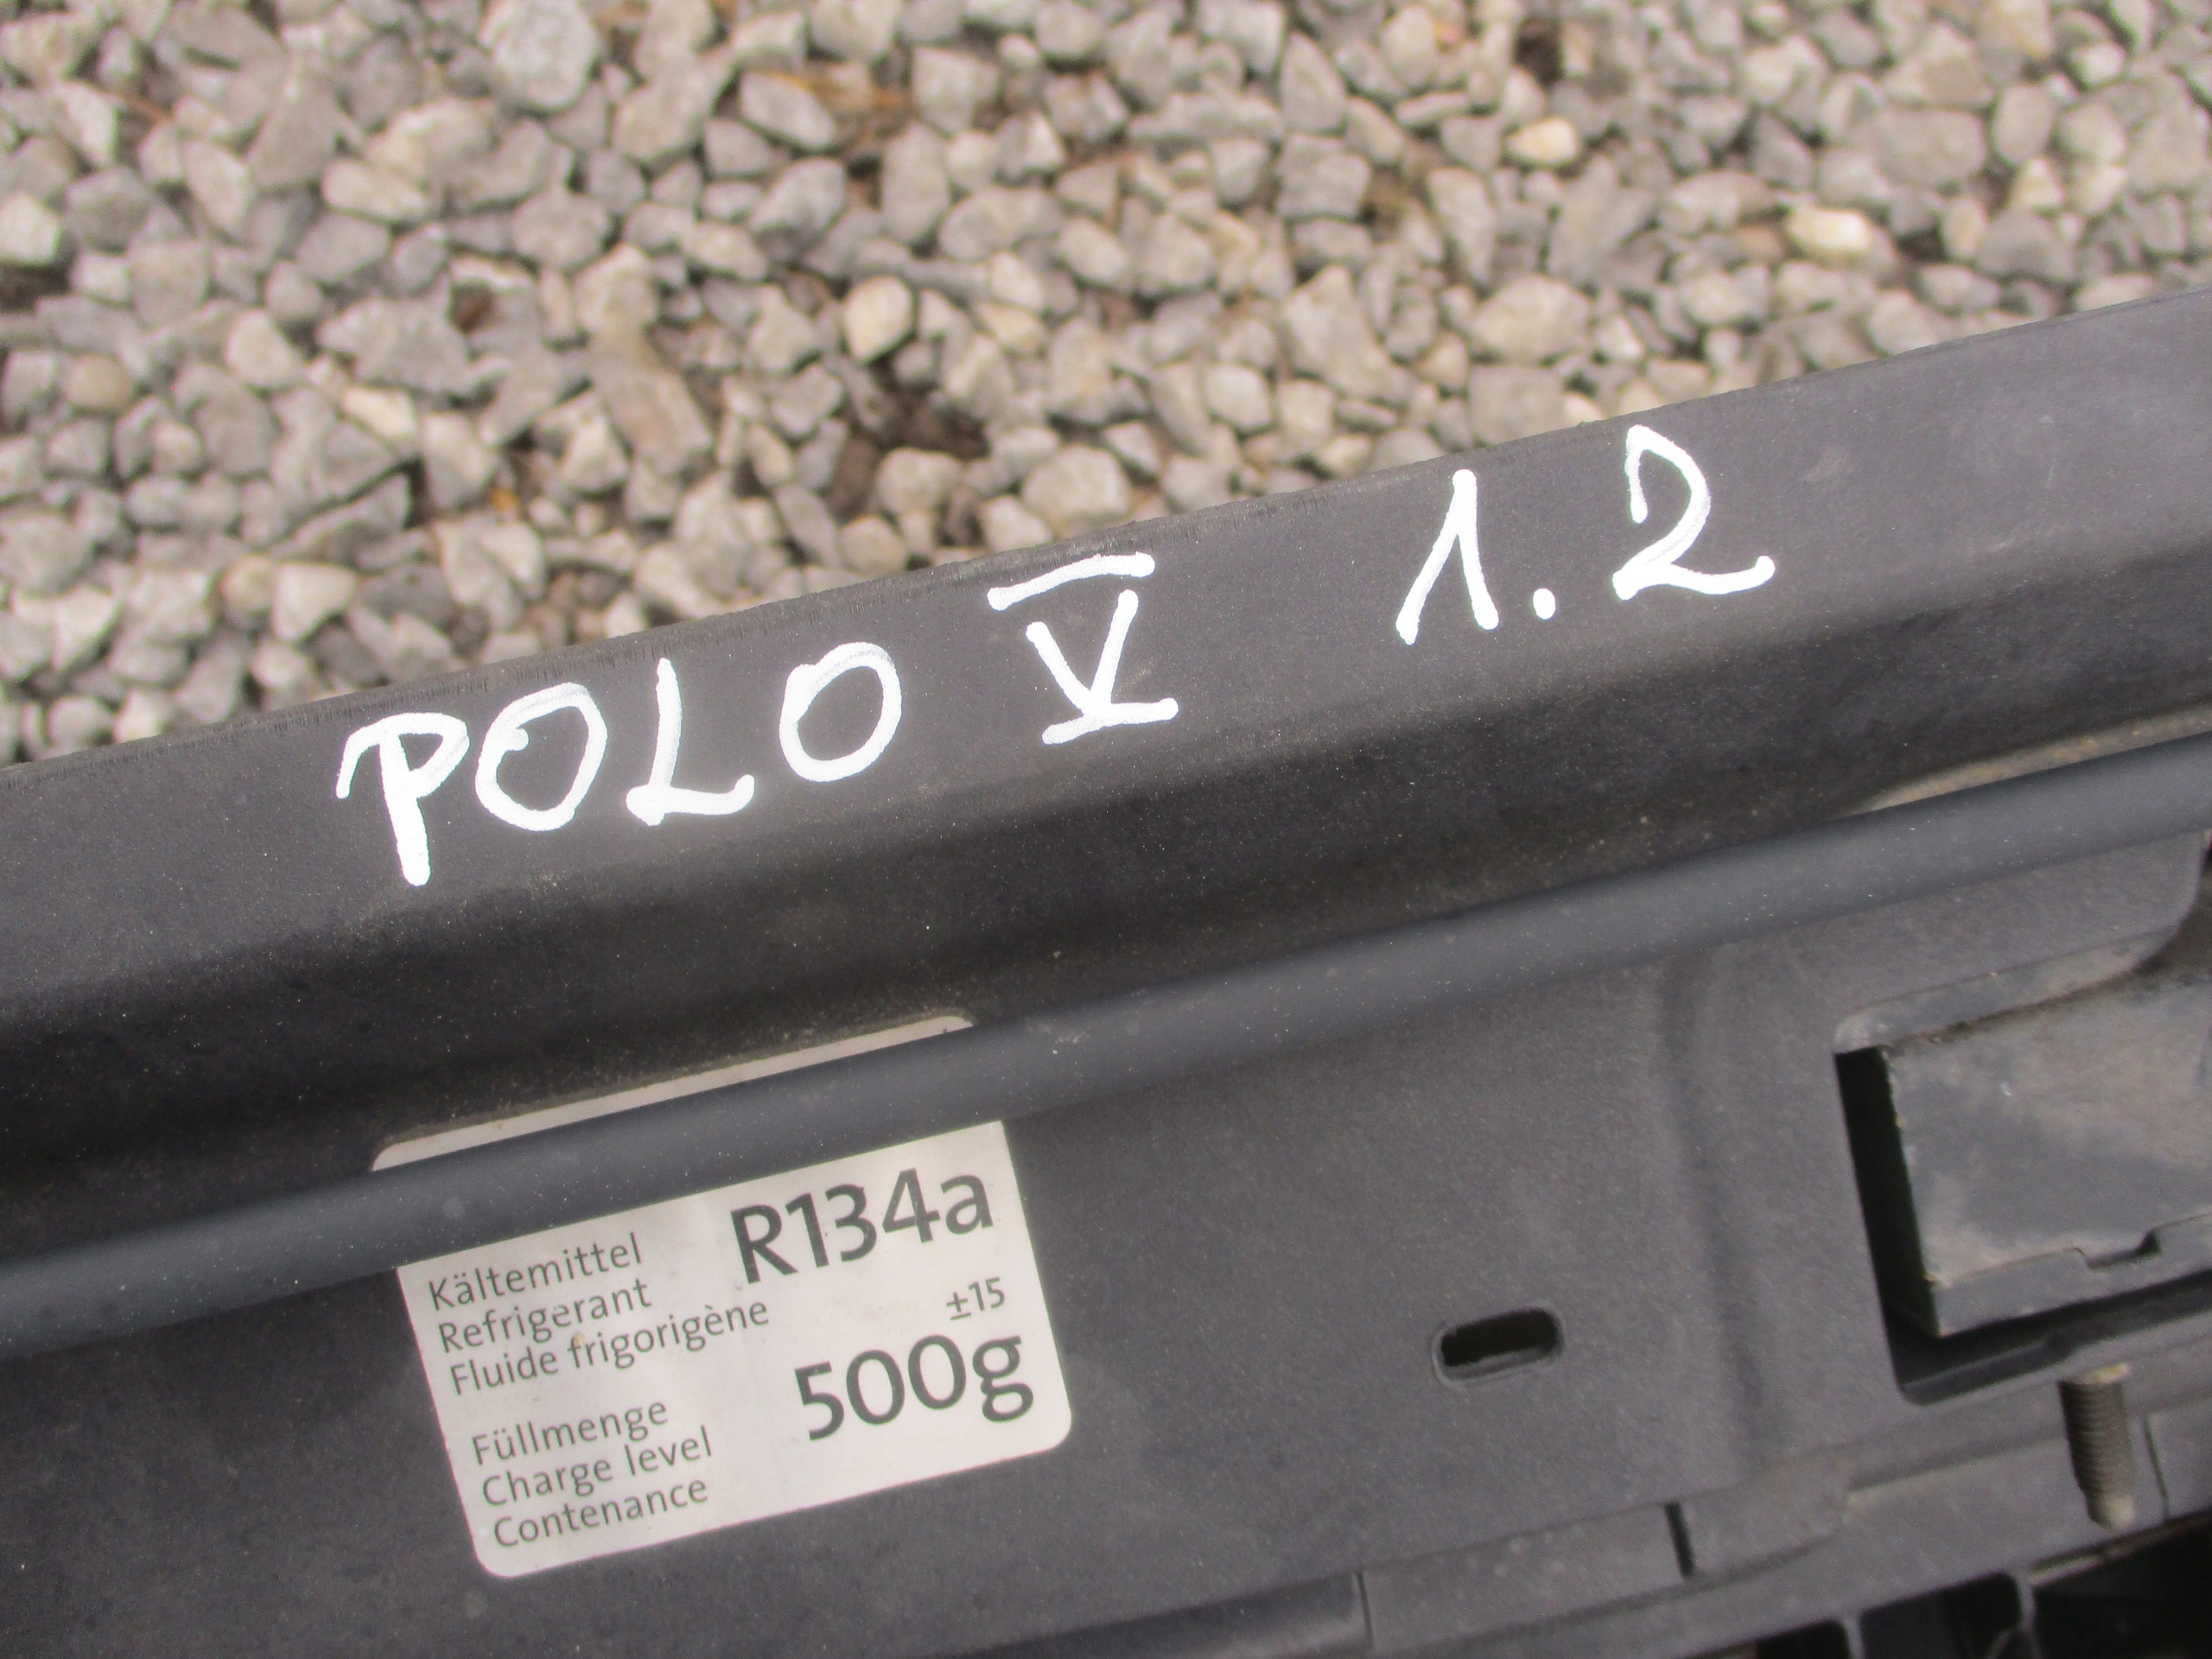 POLO V 1.2
Kältemittel
Refrigerant
Fluide frigorigène
R134a
±15
500g
Füllmenge
Charge level
Contenance